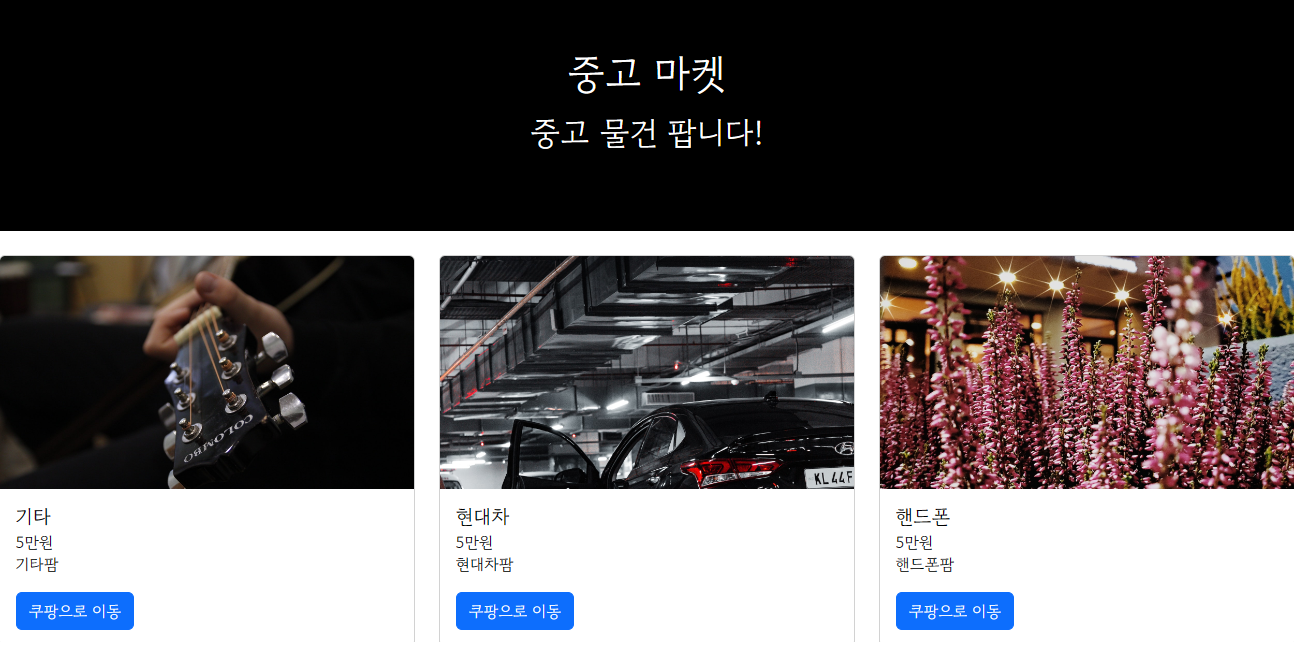 중고 마켓
중고 물건 팝니다!
COLOMBO
KL44F
기타
5만원
기타팜
쿠팡으로 이동
현대차
5만원
현대차팜
쿠팡으로 이동
핸드폰
5만원
핸드폰팜
쿠팡으로 이동